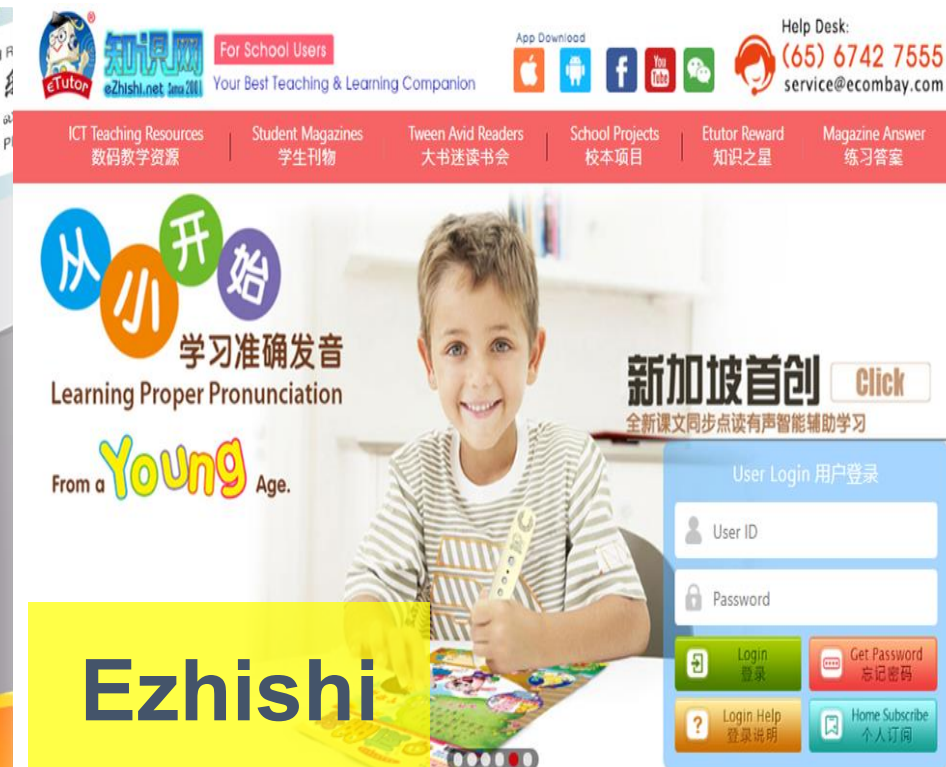 eTutor
知识网
eZhishi.net Since 2001
For School Users
Your Best Teaching & Learning Companion
App Download
You Tube
Help Desk:
(65) 6742 7555
service@ecombay.com
ICT Teaching Resources
数码教学资源
Student Magazines
学生刊物
Tween Avid Readers
大书迷读书会
School Projects
校本项目
Etutor Reward
知识之星
Magazine Answer
练习答案
从小开始
学习准确发音
Learning Proper Pronunciation
From a Young Age.
新加坡首创
Click
全新课文同步点读有声智能辅助学习
User Login 用户登录
User ID
Password
Login
登录
Get Password
忘记密码
Login Help
登录说明
Home Subscribe
个人订阅
Ezhishi